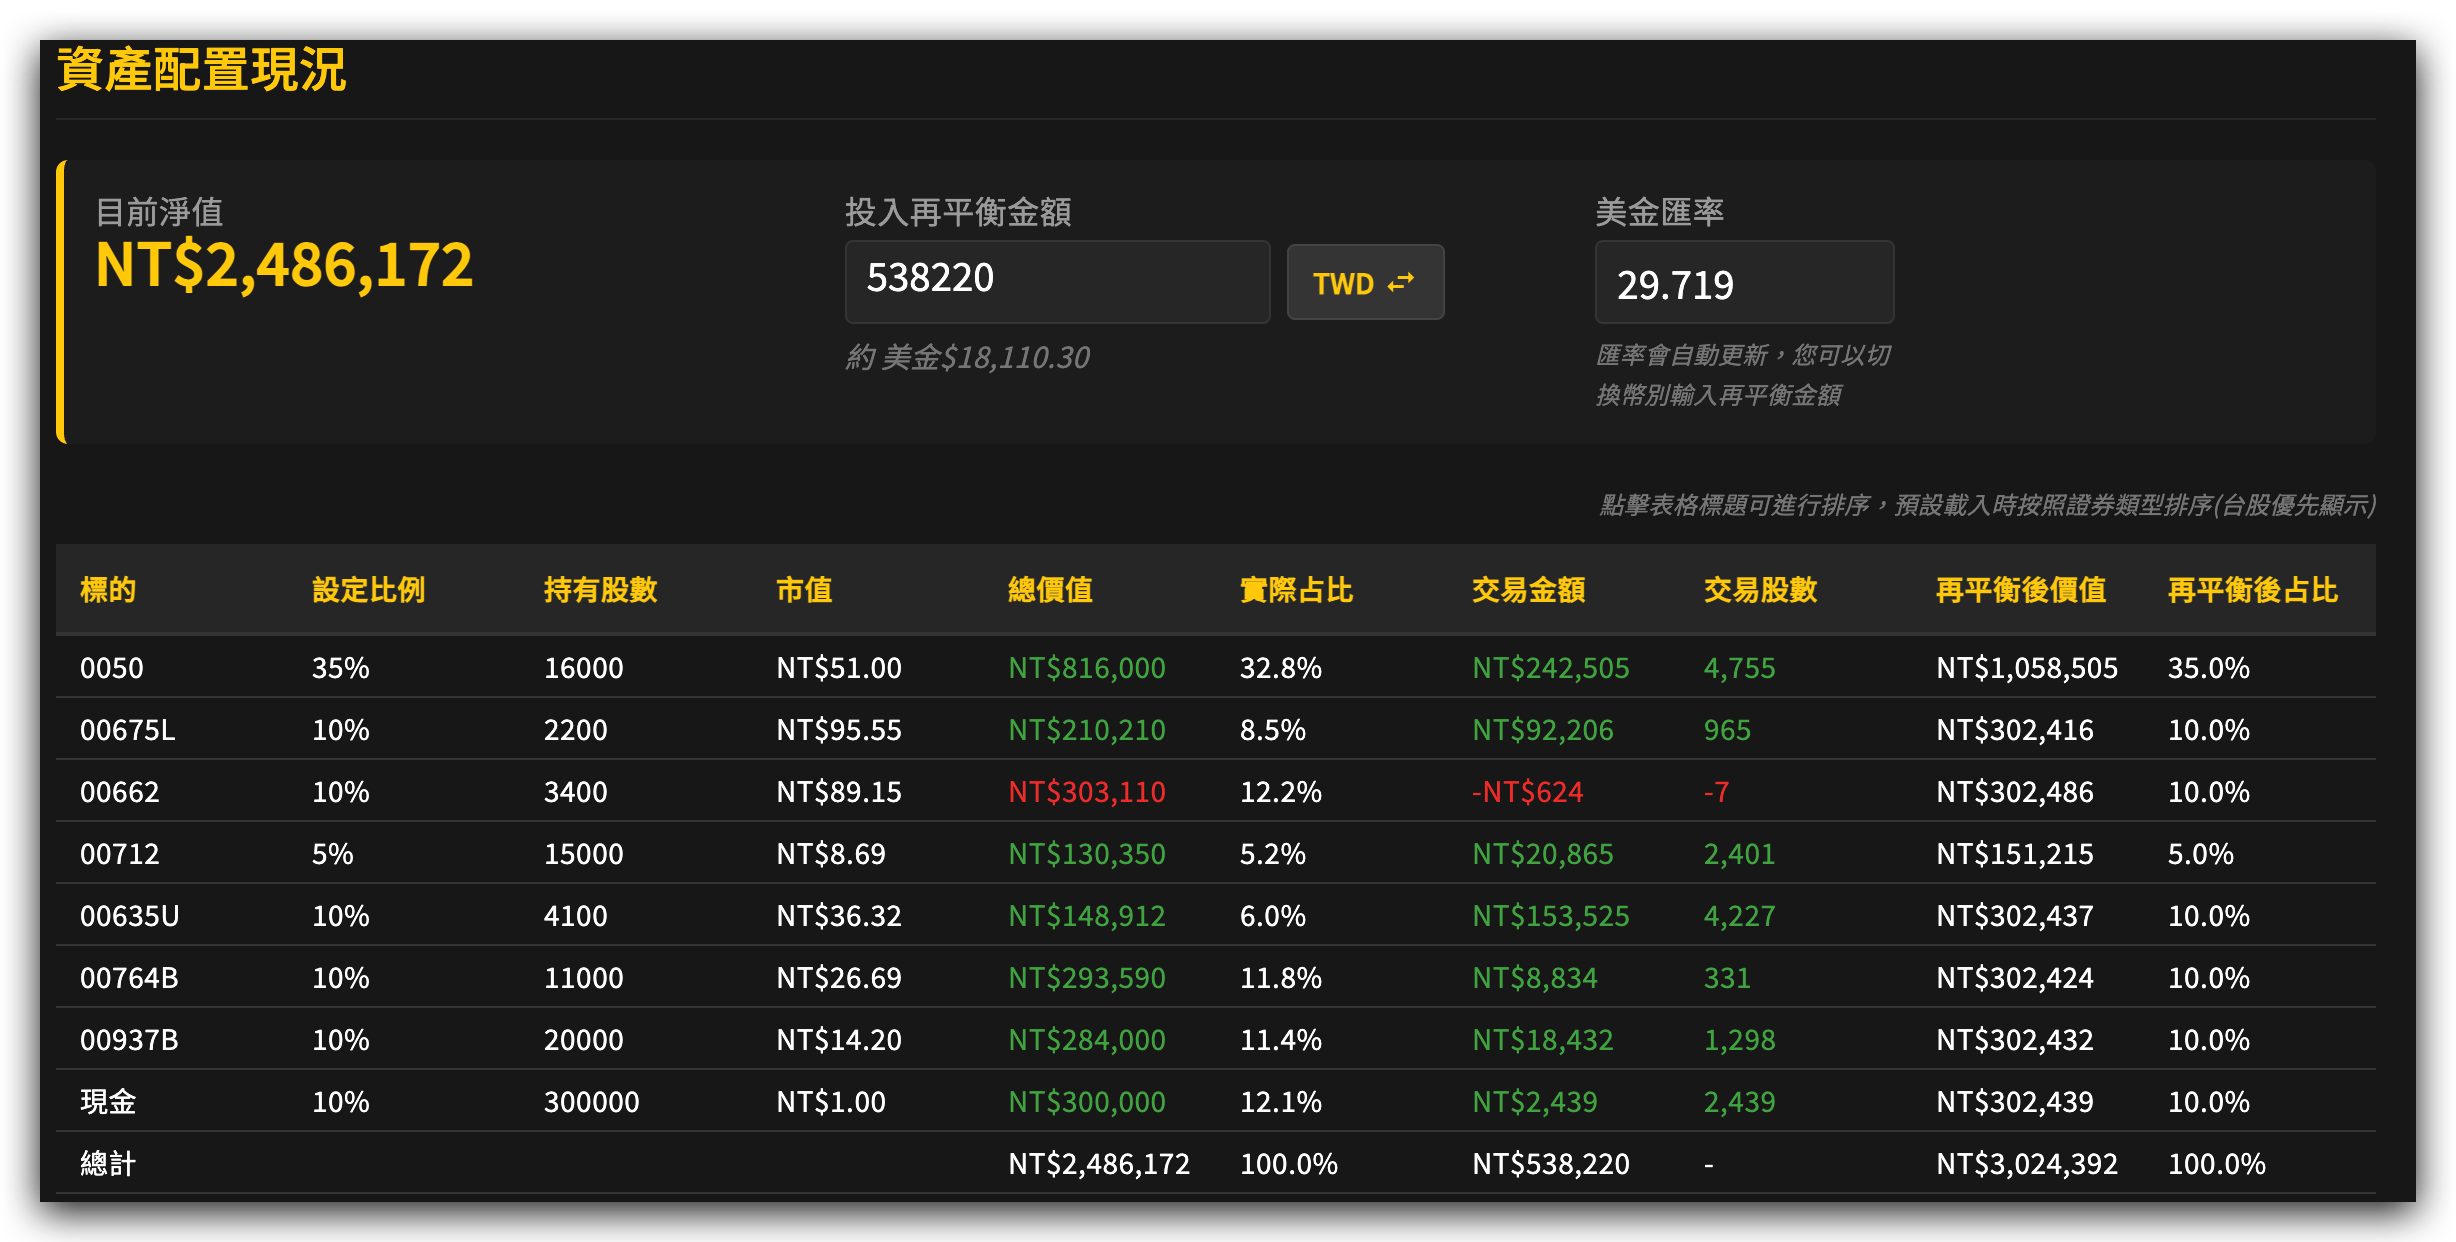 資產配置現況
目前淨值
NT$2,486,172
投入再平衡金額
538220
TWD
約 美金$18,110.30
美金匯率
29.719
匯率會自動更新，您可以切
換幣別輸入再平衡金額
點擊表格標題可進行排序，預設載入時按照證券類型排序(台股優先顯示)
標的 設定比例 持有股數 市值 總價值 實際占比 交易金額 交易股數 再平衡後價值 再平衡後占比
0050 35% 16000 NT$51.00 NT$816,000 32.8% NT$242,505 4,755 NT$1,058,505 35.0%
00675L 10% 2200 NT$95.55 NT$210,210 8.5% NT$92,206 965 NT$302,416 10.0%
00662 10% 3400 NT$89.15 NT$303,110 12.2% -NT$624 -7 NT$302,486 10.0%
00712 5% 15000 NT$8.69 NT$130,350 5.2% NT$20,865 2,401 NT$151,215 5.0%
00635U 10% 4100 NT$36.32 NT$148,912 6.0% NT$153,525 4,227 NT$302,437 10.0%
00764B 10% 11000 NT$26.69 NT$293,590 11.8% NT$8,834 331 NT$302,424 10.0%
00937B 10% 20000 NT$14.20 NT$284,000 11.4% NT$18,432 1,298 NT$302,432 10.0%
現金 10% 300000 NT$1.00 NT$300,000 12.1% NT$2,439 2,439 NT$302,439 10.0%
總計 NT$2,486,172 100.0% NT$538,220 - NT$3,024,392 100.0%